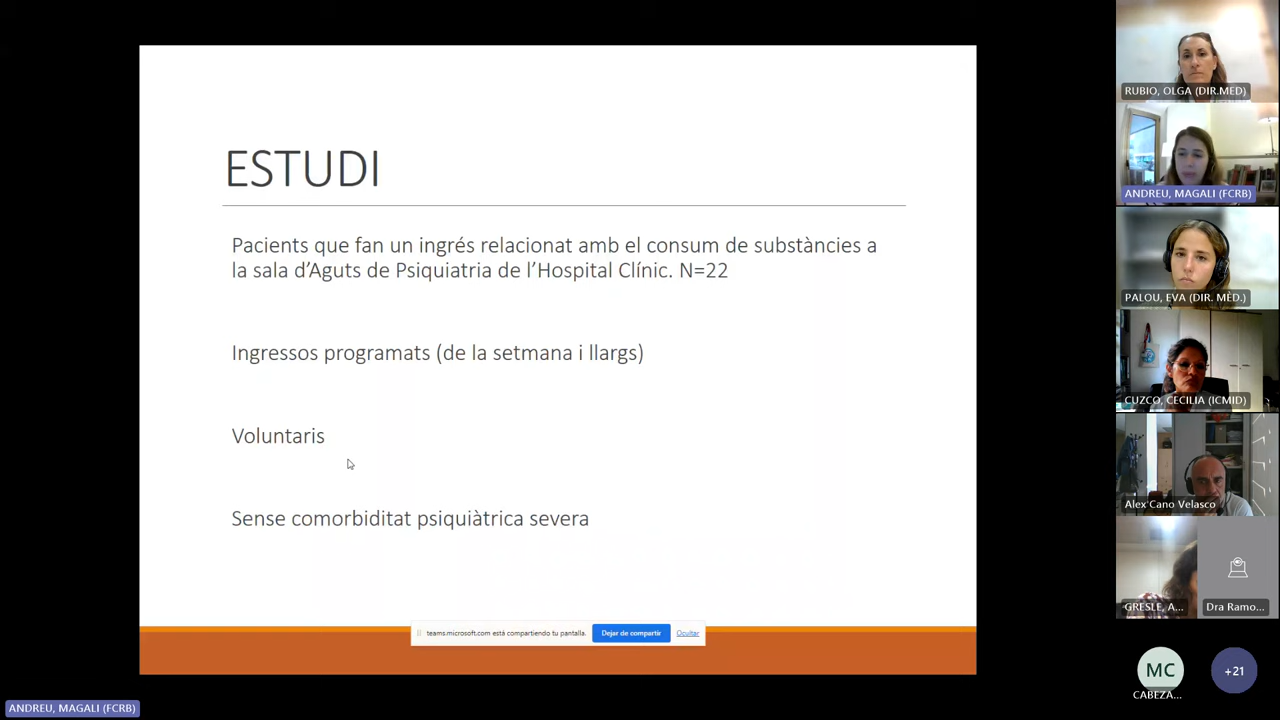 ESTUDI
Pacients que fan un ingrés relacionat amb el consum de substàncies a
la sala d’Aguts de Psiquiatria de l’Hospital Clínic. N=22
Ingressos programats (de la setmana i llargs)
Voluntaris
Sense comorbiditat psiquiàtrica severa
teams.microsoft.com está compartiendo tu pantalla.
Dejar de compartir
Ocultar
RUBIO, OLGA (DIR.MED)
ANDREU, MAGALI (FCRB)
PALOU, EVA (DIR. MÈD.)
CUZCO, CECILIA (ICMID)
Alex Cano Velasco
GRESLE, A...
Dra Ramo...
MC
CABEZA...
+21
ANDREU, MAGALI (FCRB)